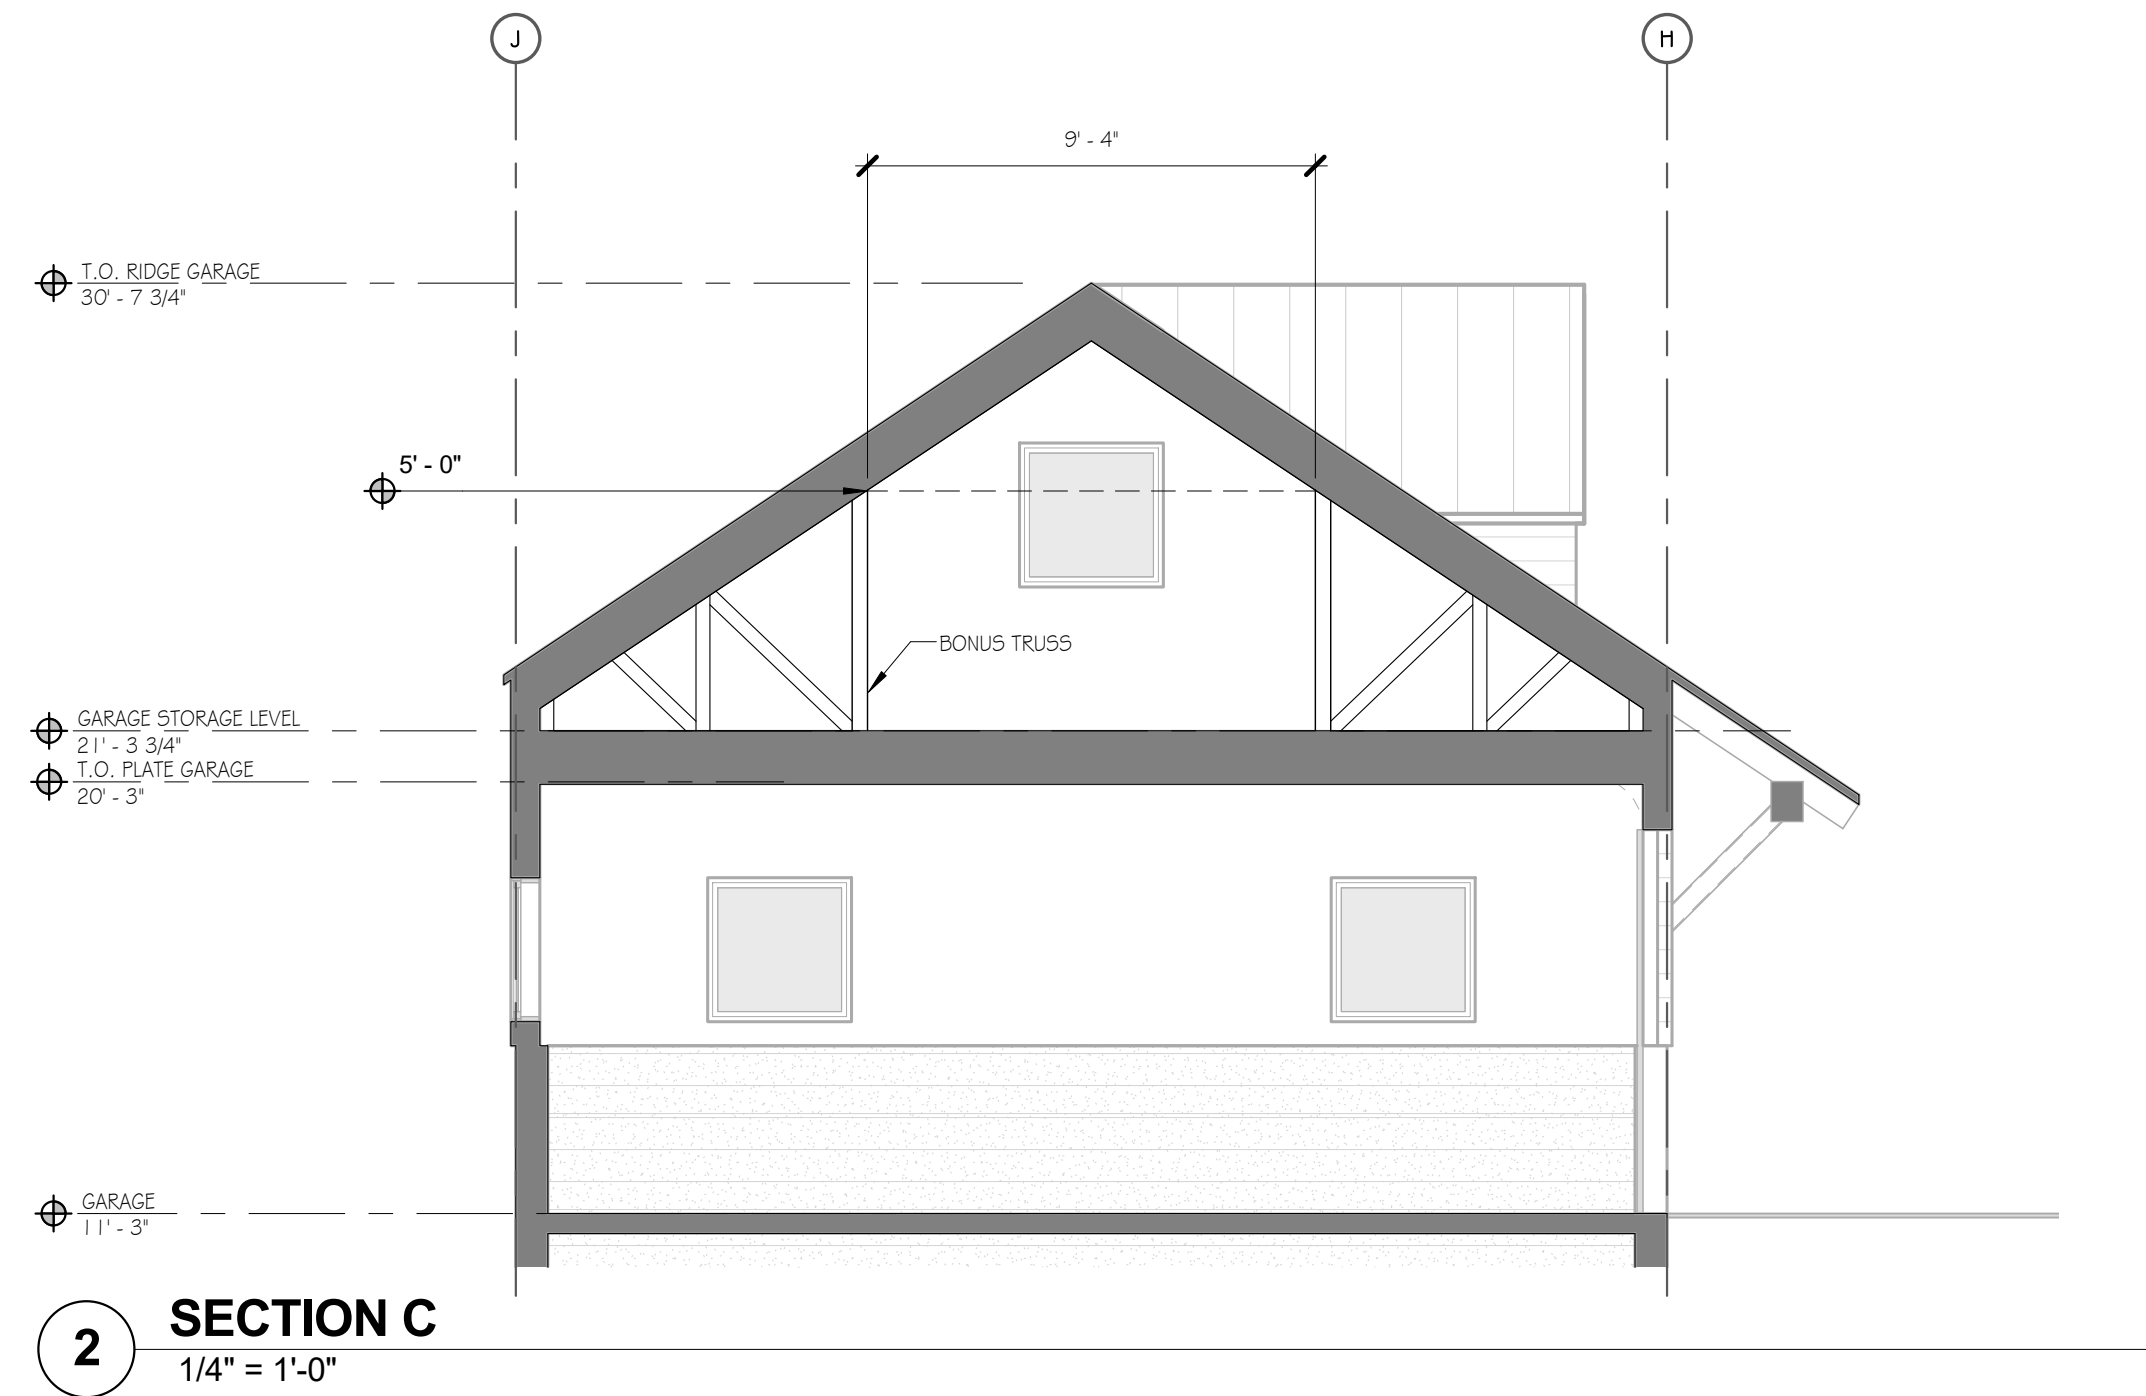 J
H
9' - 4"
T.O. RIDGE GARAGE
30' - 7 3/4"
5' - 0"
BONUS TRUSS
GARAGE STORAGE LEVEL
21' - 3 3/4"
T.O. PLATE GARAGE
20' - 3"
GARAGE
11' - 3"
2
SECTION C
1/4" = 1'-0"